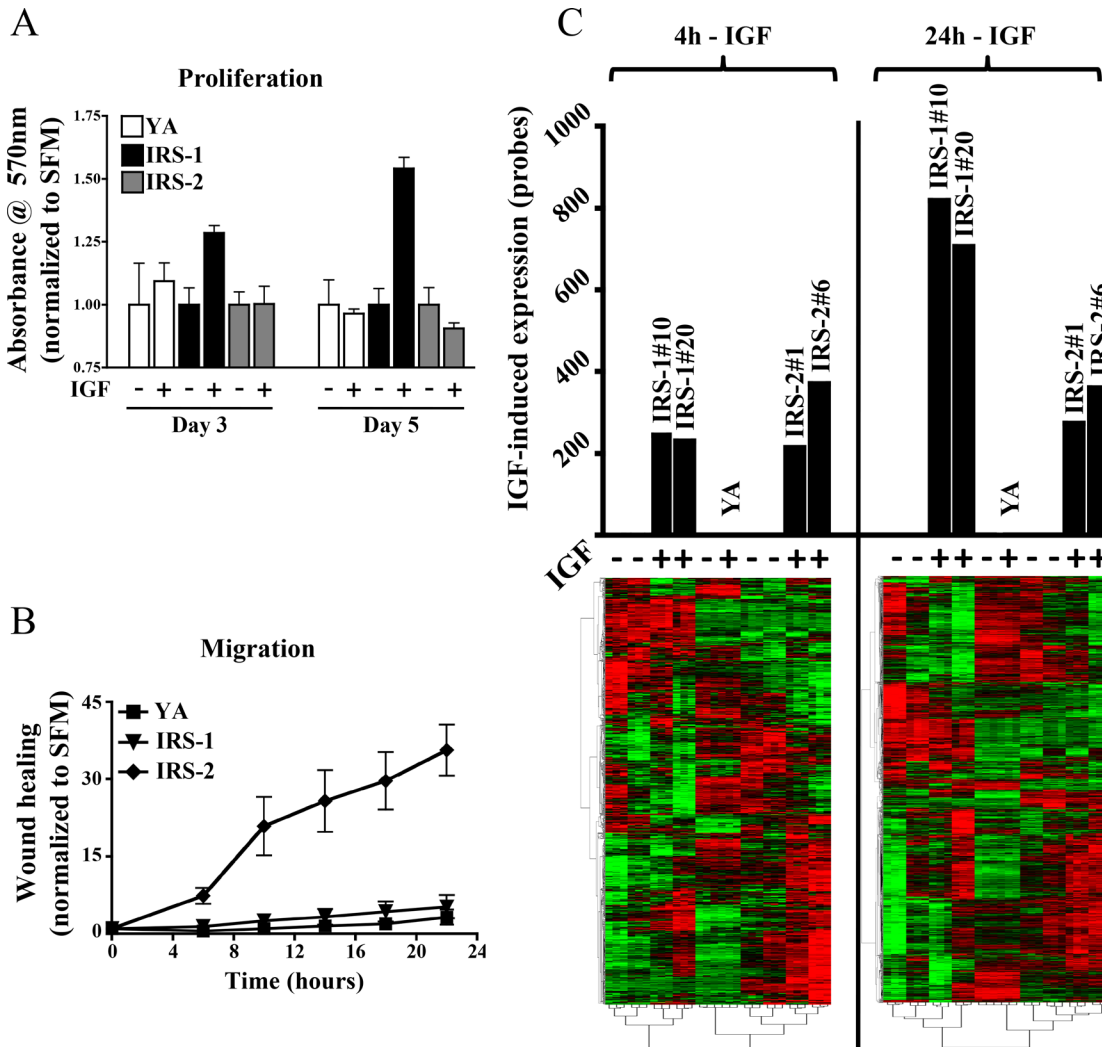 A
Proliferation
Absorbance @ 570nm
(normalized to SFM)
1.75
1.50
1.25
1.00
0.75
YA
IRS-1
IRS-2
IGF - + - + - + - + - + - +
Day 3
Day 5
B
Migration
Wound healing
(normalized to SFM)
45
30
15
0
YA
IRS-1
IRS-2
0 4 8 12 16 20 24
Time (hours)
C
4h - IGF
24h - IGF
IGF-induced expression (probes)
1000
800
600
400
200
IRS-1#10
IRS-1#20
YA
IRS-2#1
IRS-2#6
IRS-1#10
IRS-1#20
YA
IRS-2#1
IRS-2#6
IGF - - + + - + - - + + - - + + - + - - + +